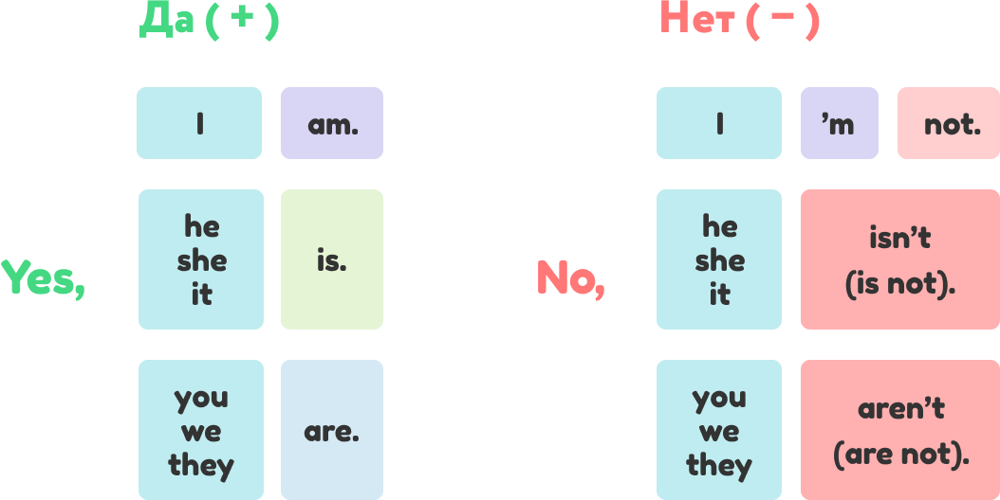 Да ( + )
Нет ( − )
I am.
I ’m not.
Yes,
he
she
it
is.
No,
he
she
it
isn’t
(is not).
you
we
they
are.
you
we
they
aren’t
(are not).